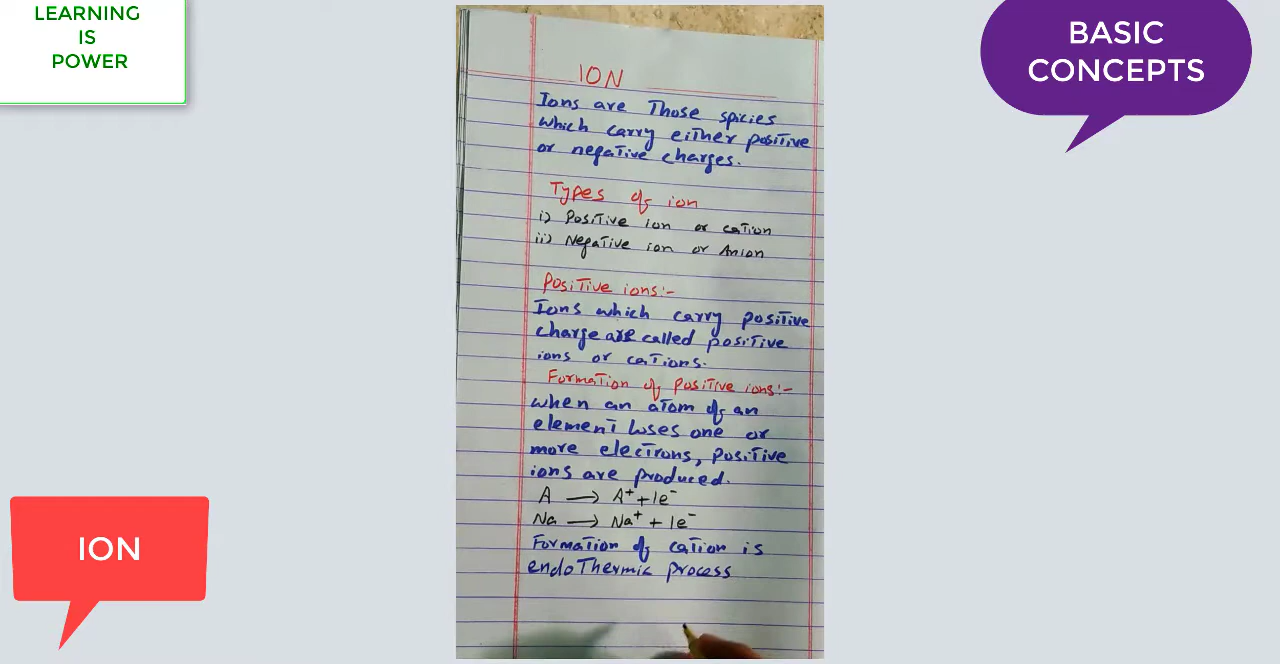 LEARNING
IS
POWER
BASIC
CONCEPTS
ION
Ions are Those spicies
which carry either positive
or negative charges.
Types of ion
i) Positive ion or cation
ii) Negative ion or Anion
Positive ions:-
Ions which carry positive
charge are called positive
ions or cations.
Formation of positive ions:-
when an atom of an
element loses one or
more electrons, positive
ions are produced.
A → A⁺ + 1e⁻
Na → Na⁺ + 1e⁻
Formation of cation is
endothermic process
ION